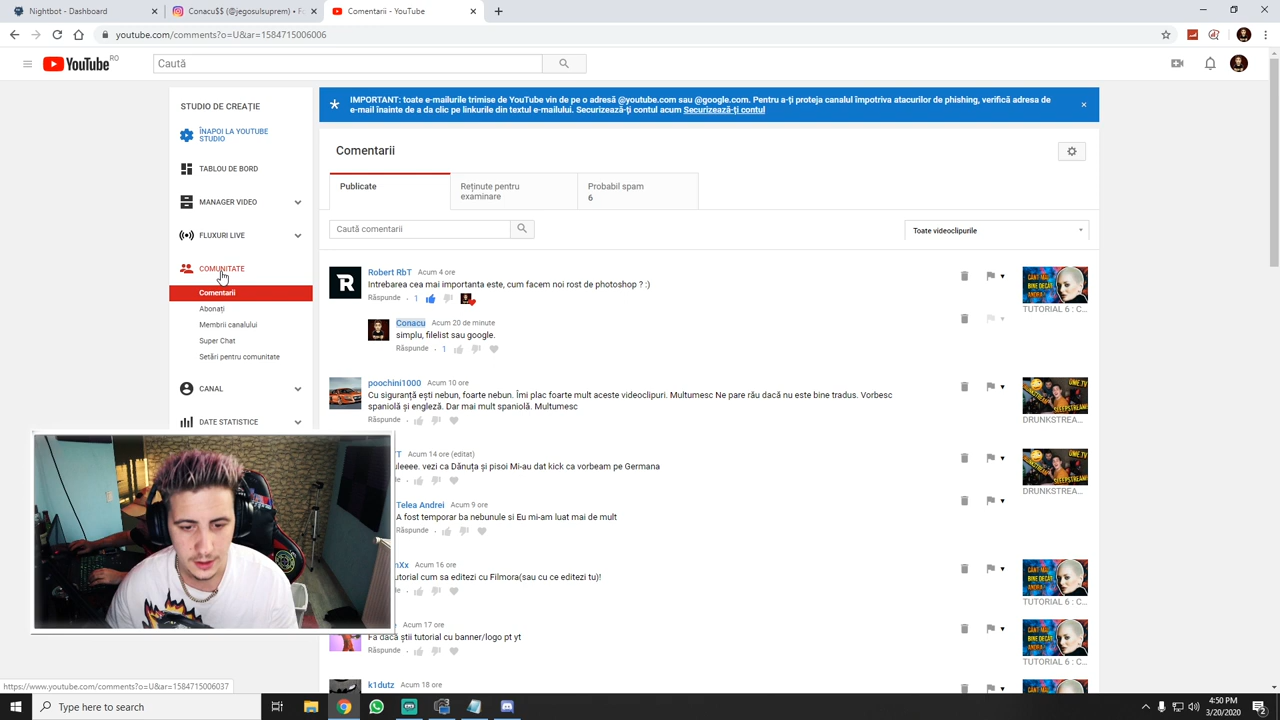 Nightbot - Dashboard
Conacu$$ (@jegosulsuprem) • Fo
Comentarii - YouTube
youtube.com/comments?o=U&ar=1584715006006
YouTube RO
Caută
STUDIO DE CREAȚIE
ÎNAPOI LA YOUTUBE
STUDIO
TABLOU DE BORD
MANAGER VIDEO
FLUXURI LIVE
COMUNITATE
Comentarii
Abonați
Membrii canalului
Super Chat
Setări pentru comunitate
CANAL
DATE STATISTICE
IMPORTANT: toate e-mailurile trimise de YouTube vin de pe o adresă @youtube.com sau @google.com. Pentru a-ți proteja canalul împotriva atacurilor de phishing, verifică adresa de
e-mail înainte de a da clic pe linkurile din textul e-mailului. Securizează-ți contul acum Securizează-ți contul
Comentarii
Publicate
Reținute pentru
examinare
Probabil spam
6
Caută comentarii
Toate videoclipurile
Robert RbT Acum 4 ore
Intrebarea cea mai importanta este, cum facem noi rost de photoshop ? :)
Răspunde · 1
TUTORIAL 6 : C...
Conacu Acum 20 de minute
simplu, filelist sau google.
Răspunde · 1
poochini1000 Acum 10 ore
Cu siguranță ești nebun, foarte nebun. Îmi plac foarte mult aceste videoclipuri. Multumesc Ne pare rău dacă nu este bine tradus. Vorbesc
spaniolă și engleză. Dar mai mult spaniolă. Multumesc
Răspunde ·
DRUNKSTREA...
Acum 14 ore (editat)
vezi ca Dănuța și pisoi Mi-au dat kick ca vorbeam pe Germana
DRUNKSTREA...
Telea Andrei Acum 9 ore
A fost temporar ba nebunule si Eu mi-am luat mai de mult
Răspunde ·
Acum 16 ore
cum sa editezi cu Filmora(sau cu ce editezi tu)!
TUTORIAL 6 : C...
Acum 17 ore
Fa dacă știi tutorial cu banner/logo pt yt
Răspunde ·
TUTORIAL 6 : C...
k1dutz Acum 18 ore
https://www.youtube.com/comments?o=U&ar=1584715006037
Type here to search
4:50 PM
3/20/2020
2